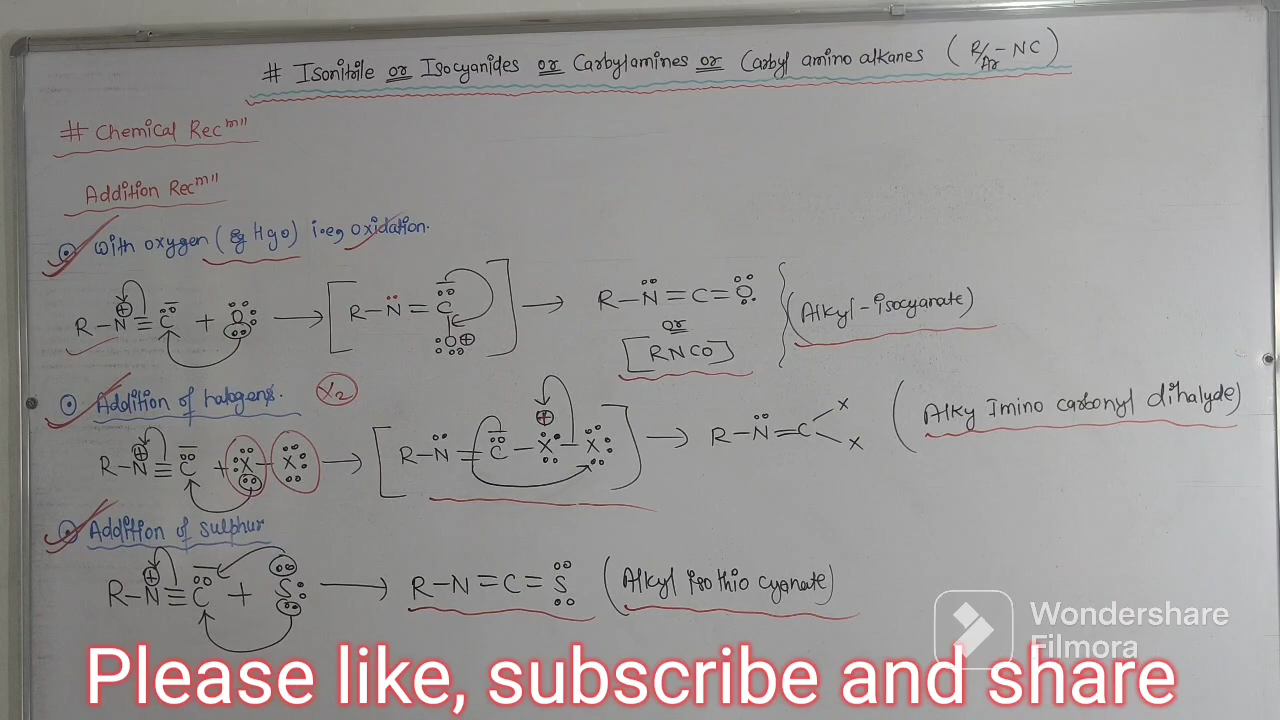 # Isonitrile or Isocyanides or Carbylamines or Carbyl amino alkanes (R/Ar-NC)
# Chemical Recⁿ
Addition Recⁿ
with oxygen (By HgO) i.e., oxidation.
R-N≡C + O → [R-N=C-O] → R-N=C=O
or
[RNCO]
(Alkyl-isocyanate)
Addition of halogens. X₂
R-N≡C + X-X → [R-N=C-X-X] → R-N=C X X
(Alky Imino carbonyl dihalyde)
Addition of sulphur
R-N≡C + S → R-N=C=S (Alkyl iso thio cyanate)
Wondershare
Filmora
Please like, subscribe and share